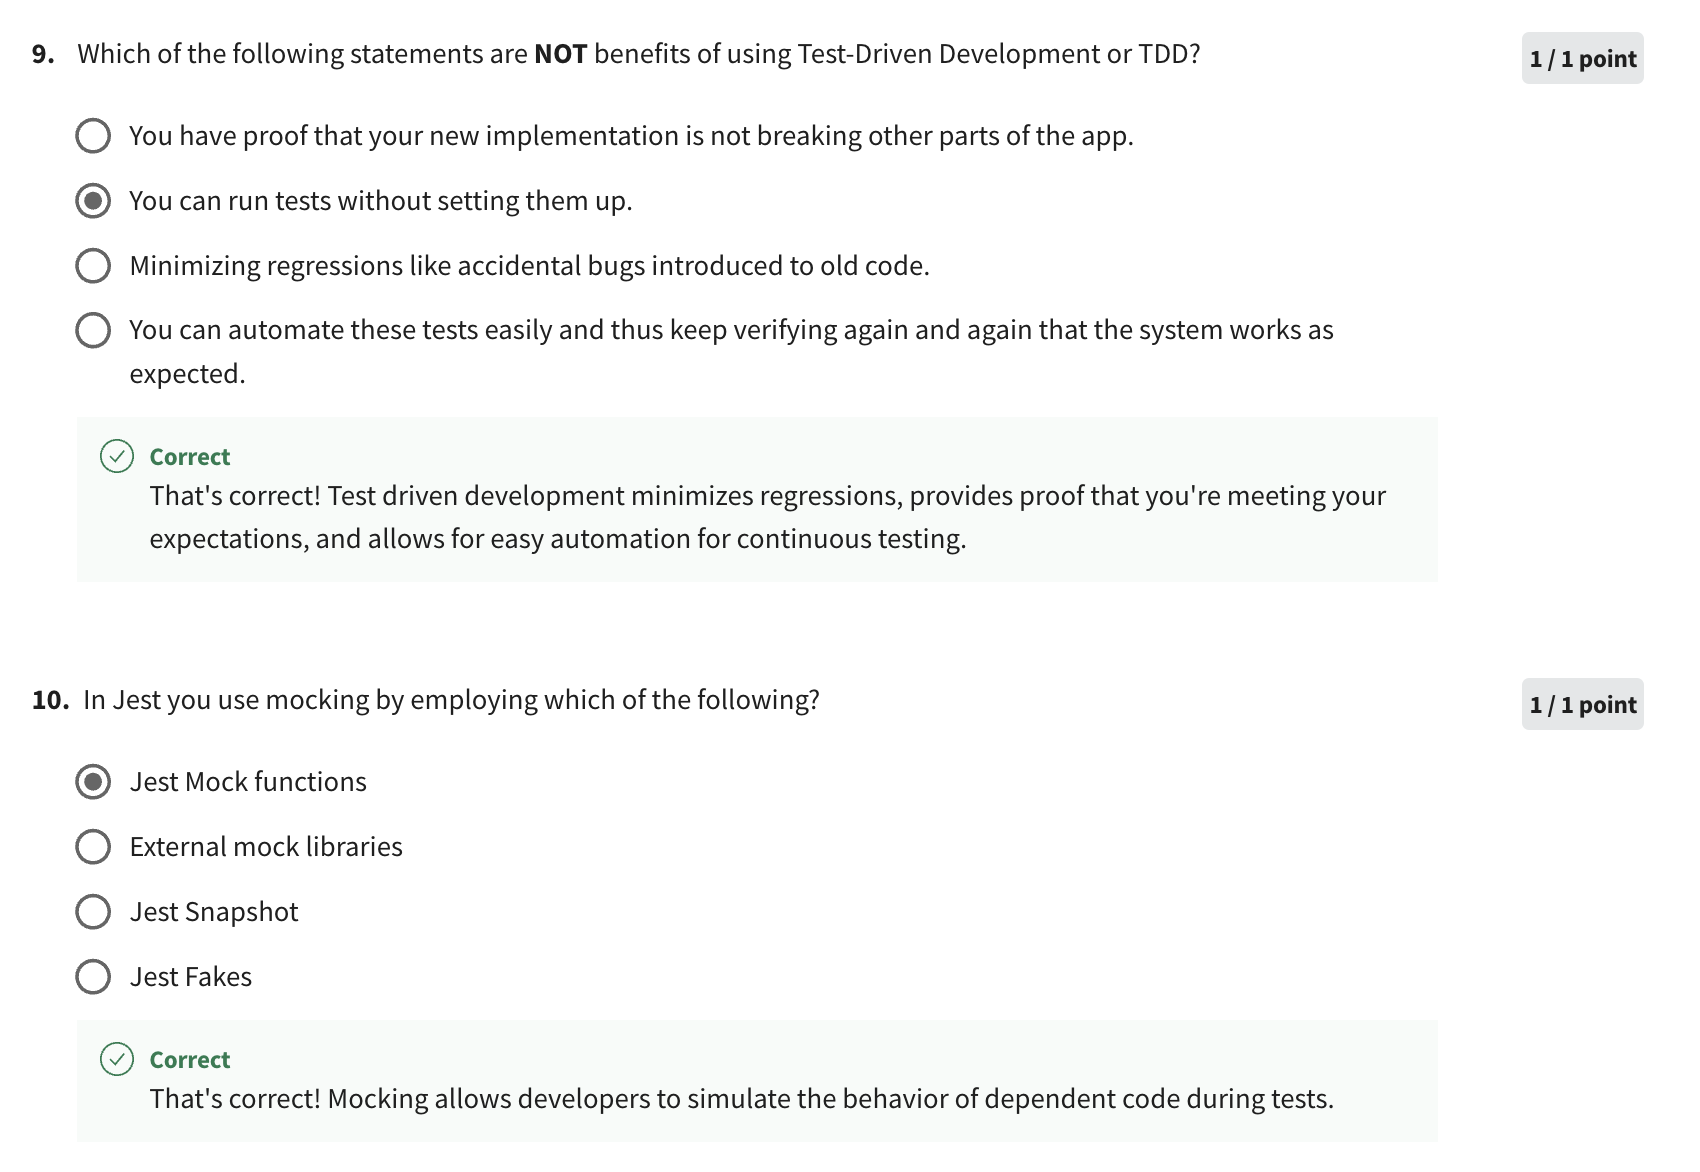 9. Which of the following statements are NOT benefits of using Test-Driven Development or TDD?
1 / 1 point
You have proof that your new implementation is not breaking other parts of the app.
You can run tests without setting them up.
Minimizing regressions like accidental bugs introduced to old code.
You can automate these tests easily and thus keep verifying again and again that the system works as
expected.
Correct
That's correct! Test driven development minimizes regressions, provides proof that you're meeting your
expectations, and allows for easy automation for continuous testing.
10. In Jest you use mocking by employing which of the following?
1 / 1 point
Jest Mock functions
External mock libraries
Jest Snapshot
Jest Fakes
Correct
That's correct! Mocking allows developers to simulate the behavior of dependent code during tests.